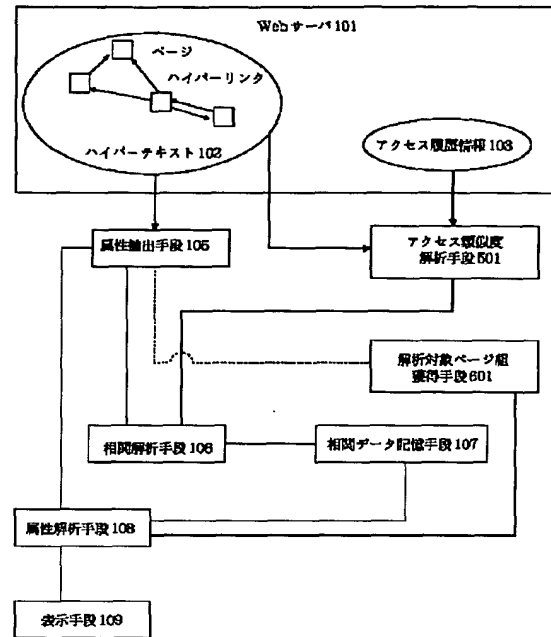 Webサーバ101
ページ
ハイパーリンク
ハイパーテキスト102
アクセス履歴情報103
属性抽出手段105
アクセス類似度
解析手段501
解析対象ページ組
獲得手段601
相関解析手段106
相関データ記憶手段107
属性解析手段108
表示手段109